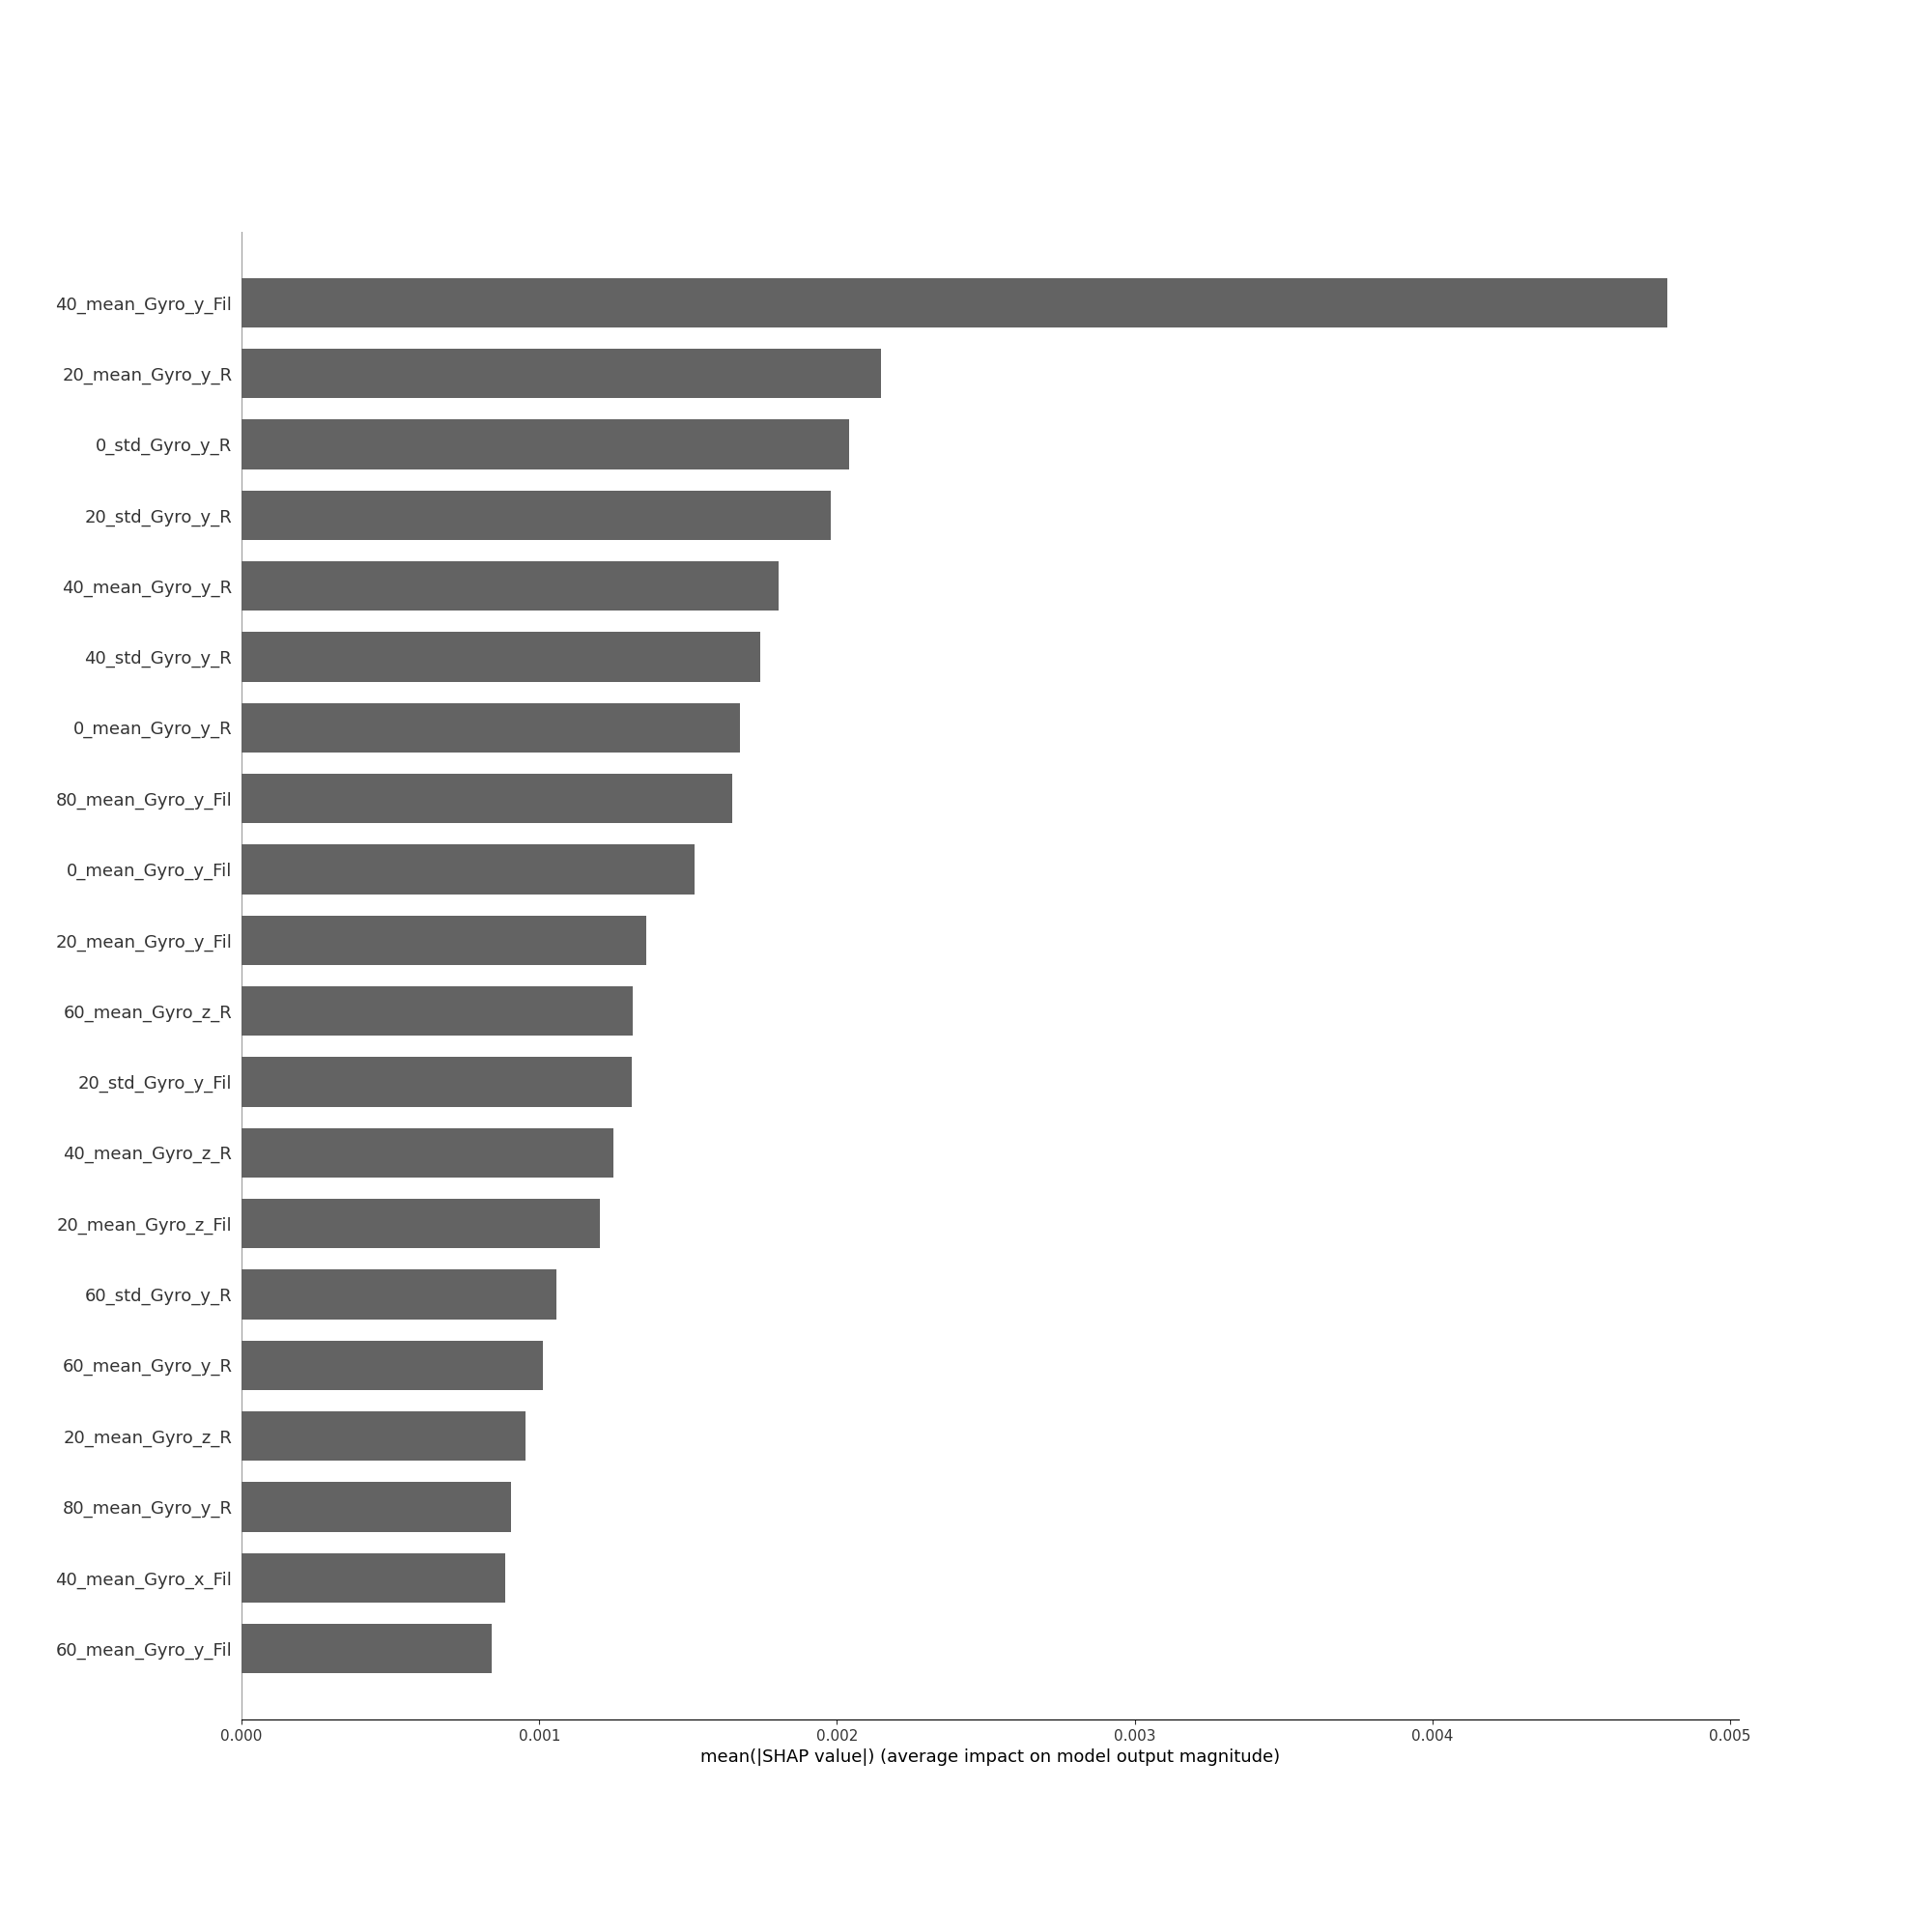 40_mean_Gyro_y_Fil
20_mean_Gyro_y_R
0_std_Gyro_y_R
20_std_Gyro_y_R
40_mean_Gyro_y_R
40_std_Gyro_y_R
0_mean_Gyro_y_R
80_mean_Gyro_y_Fil
0_mean_Gyro_y_Fil
20_mean_Gyro_y_Fil
60_mean_Gyro_z_R
20_std_Gyro_y_Fil
40_mean_Gyro_z_R
20_mean_Gyro_z_Fil
60_std_Gyro_y_R
60_mean_Gyro_y_R
20_mean_Gyro_z_R
80_mean_Gyro_y_R
40_mean_Gyro_x_Fil
60_mean_Gyro_y_Fil
0.000 0.001 0.002 0.003 0.004 0.005
mean(|SHAP value|) (average impact on model output magnitude)